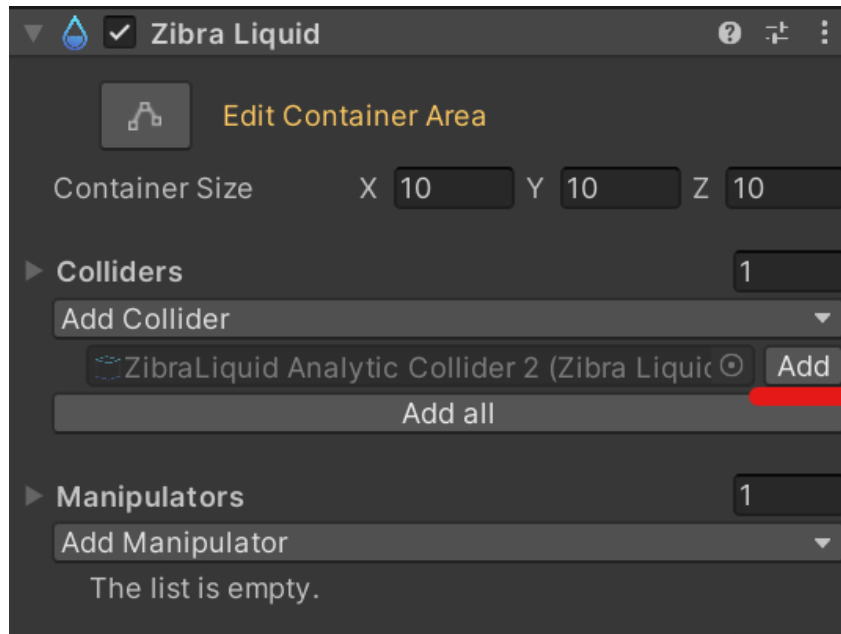 Zibra Liquid
Edit Container Area
Container Size X 10 Y 10 Z 10
Colliders 1
Add Collider
ZibraLiquid Analytic Collider 2 (Zibra Liquid Add
Add all
Manipulators 1
Add Manipulator
The list is empty.